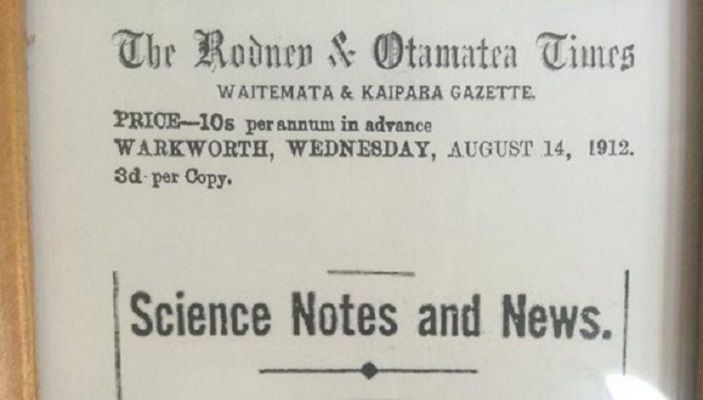 The Rodney & Otamatea Times
WAITEMATA & KAIPARA GAZETTE.
PRICE—10s per annum in advance
WARKWORTH, WEDNESDAY, AUGUST 14, 1912.
3d per Copy.
Science Notes and News.